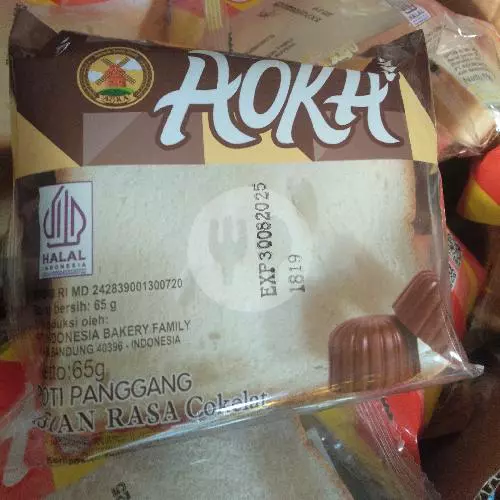 AOKA
AOKA
HALAL
INDONESIA
EXP30082025
1819
RI MD 242839001300720
bersih: 65 g
oleh:
INDONESIA BAKERY FAMILY
BANDUNG 40396 - INDONESIA
65g
PANGGANG
RASA Cokelat